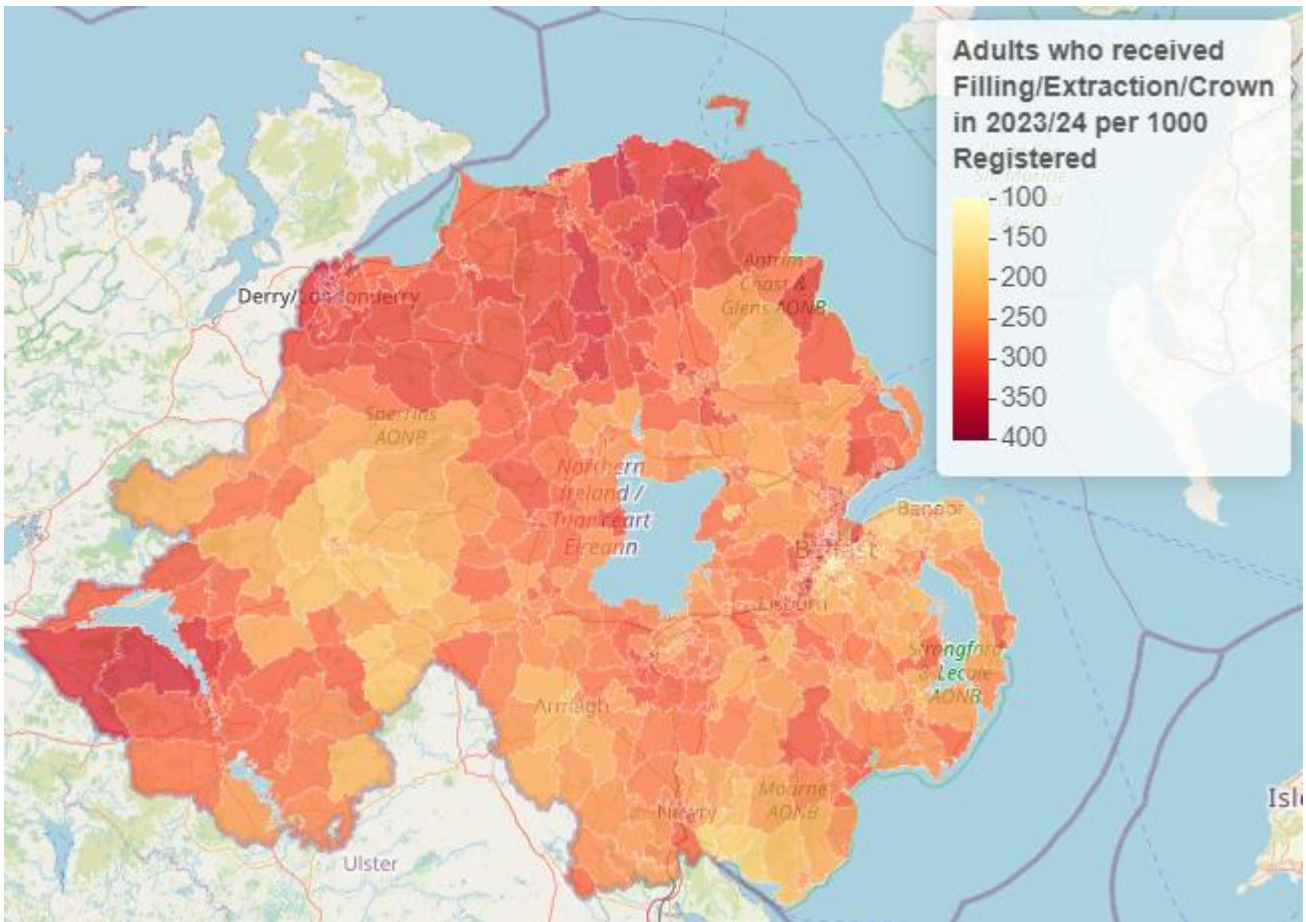 Adults who received
Filling/Extraction/Crown
in 2023/24 per 1000
Registered
100
150
200
250
300
350
400
Derry/Londonderry
Antrim
Coast &
Glens AONB
Sperrins
AONB
Northern
Ireland /
Tuaisceart
Éireann
Bangor
Belfast
Lisburn
Strangford
& Lecale
AONB
Armagh
Mourne
AONB
Newry
Ulster